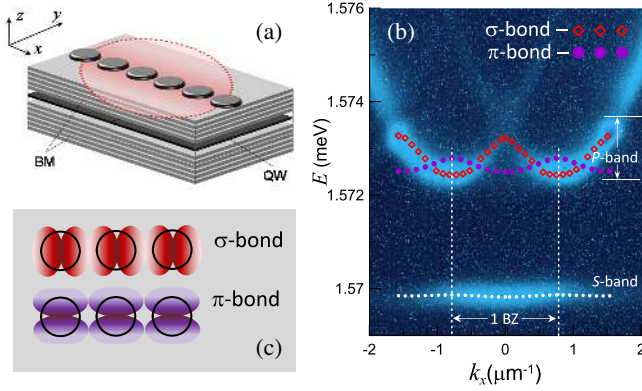 z
y
x
(a)
BM
QW
σ-bond
π-bond
(c)
(b)
σ-bond
π-bond
P-band
S-band
1 BZ
1.576
1.574
1.572
1.57
E (meV)
-2 -1 0 1 2
kx(μm-1)